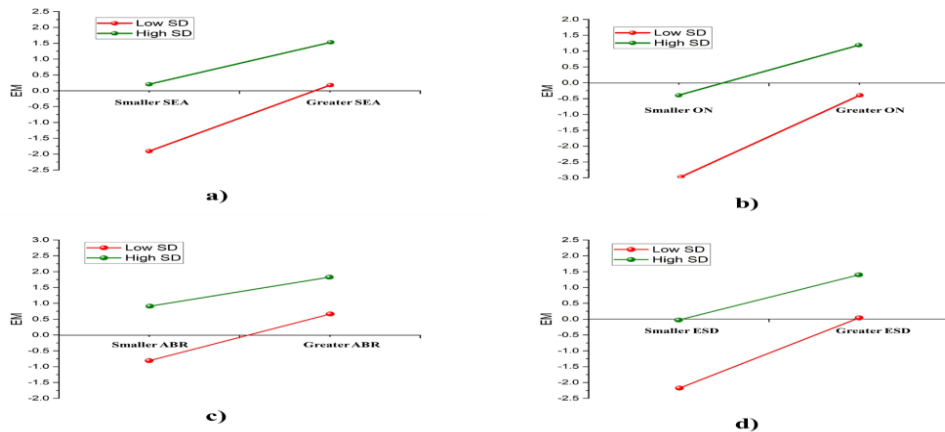 2.5
2.0
1.5
1.0
0.5
0.0
-0.5
-1.0
-1.5
-2.0
-2.5
EM
Low SD
High SD
Smaller SEA
Greater SEA
a)
2.0
1.5
1.0
0.5
0.0
-0.5
-1.0
-1.5
-2.0
-2.5
-3.0
EM
Low SD
High SD
Smaller ON
Greater ON
b)
3.0
2.5
2.0
1.5
1.0
0.5
0.0
-0.5
-1.0
-1.5
-2.0
EM
Low SD
High SD
Smaller ABR
Greater ABR
c)
2.5
2.0
1.5
1.0
0.5
0.0
-0.5
-1.0
-1.5
-2.0
-2.5
EM
Low SD
High SD
Smaller ESD
Greater ESD
d)